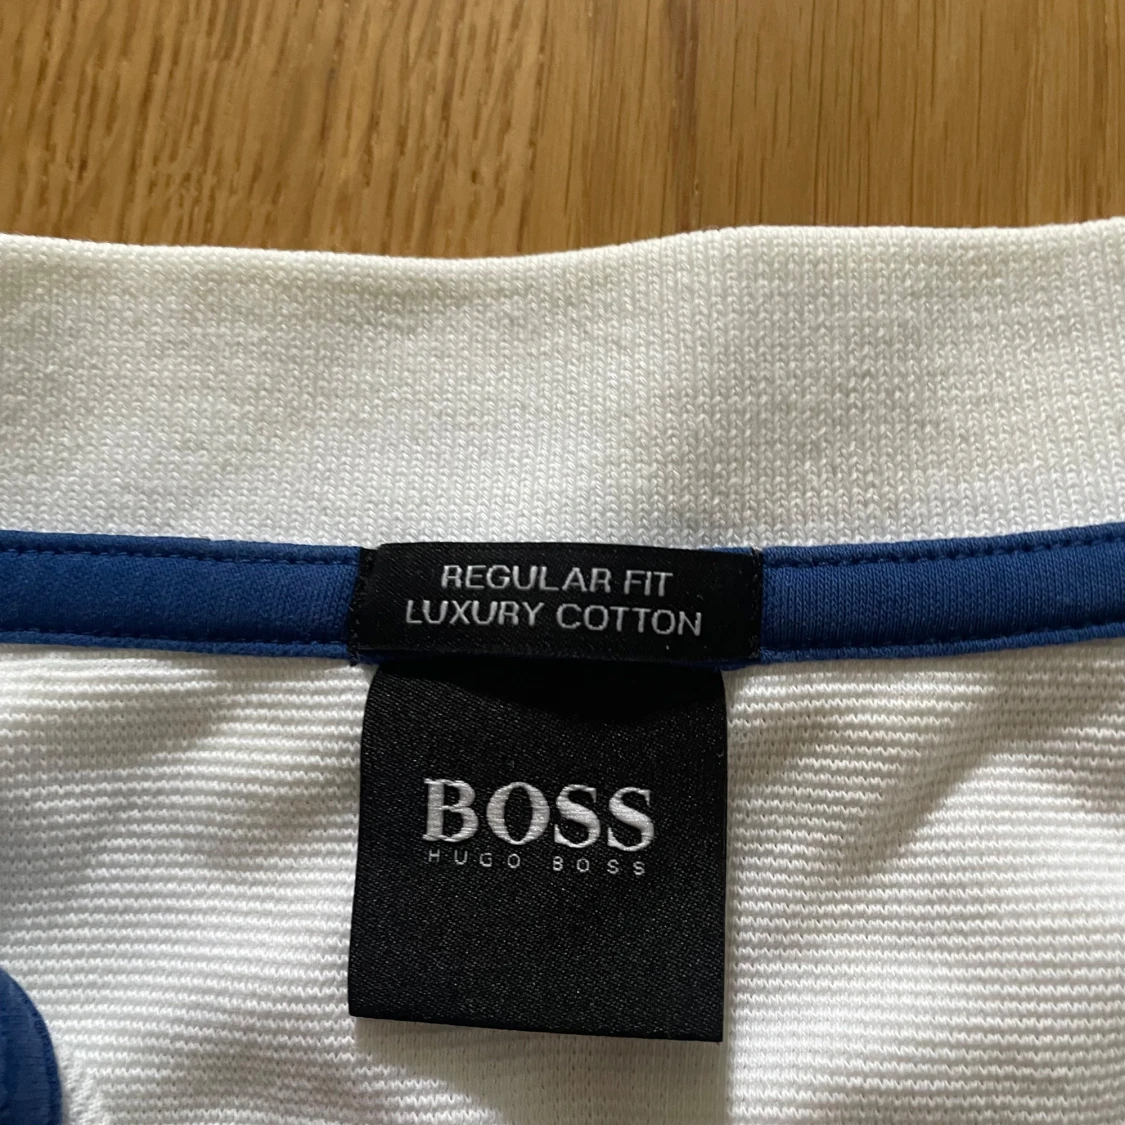 REGULAR FIT
LUXURY COTTON
BOSS
HUGO BOSS